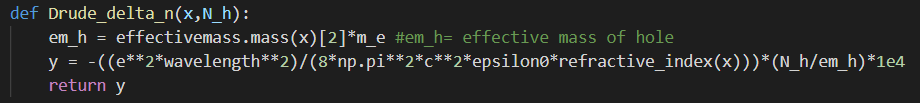 def Drude_delta_n(x,N_h):
    em_h = effectivemass.mass(x)[2]*m_e #em_h= effective mass of hole
    y = -((e**2*wavelength**2)/(8*np.pi**2*c**2*epsilon0*refractive_index(x)))*(N_h/em_h)*1e4
    return y